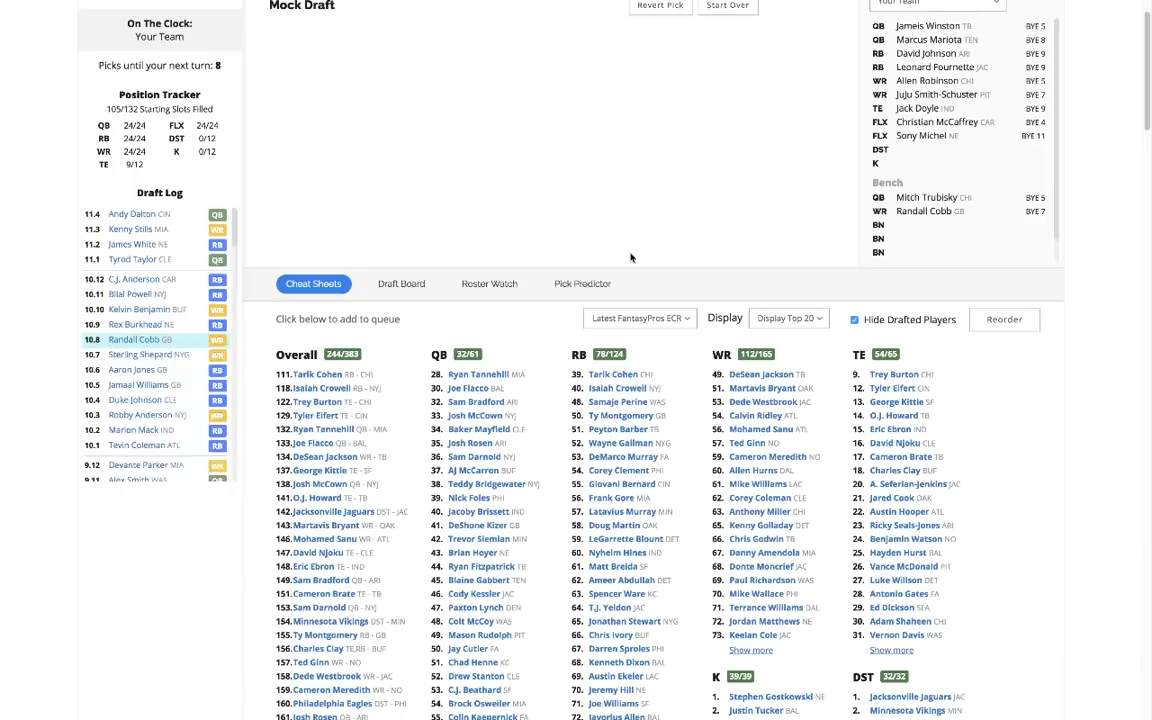 On The Clock:
Your Team
Picks until your next turn: 8
Position Tracker
105/132 Starting Slots Filled
QB 24/24 FLX 24/24
RB 24/24 DST 0/12
WR 24/24 K 0/12
TE 9/12
Draft Log
11.4 Andy Dalton CIN QB
11.3 Kenny Stills MIA WR
11.2 James White NE RB
11.1 Tyrod Taylor CLE QB
10.12 C.J. Anderson CAR RB
10.11 Bilal Powell NYJ RB
10.10 Kelvin Benjamin BUF WR
10.9 Rex Burkhead NE RB
10.8 Randall Cobb GB WR
10.7 Sterling Shepard NYG WR
10.6 Aaron Jones GB RB
10.5 Jamaal Williams GB RB
10.4 Duke Johnson CLE RB
10.3 Robby Anderson NYJ WR
10.2 Marlon Mack IND RB
10.1 Tevin Coleman ATL RB
9.12 Devante Parker MIA WR
9.11 Alex Smith WAS QB
Mock Draft
Revert Pick Start Over
Your Team
QB Jameis Winston TB BYE 5
QB Marcus Mariota TEN BYE 8
RB David Johnson ARI BYE 9
RB Leonard Fournette JAC BYE 9
WR Allen Robinson CHI BYE 5
WR JuJu Smith-Schuster PIT BYE 7
TE Jack Doyle IND BYE 9
FLX Christian McCaffrey CAR BYE 4
FLX Sony Michel NE BYE 11
DST
K
Bench
QB Mitch Trubisky CHI BYE 5
WR Randall Cobb GB BYE 7
BN
BN
BN
Cheat Sheets Draft Board Roster Watch Pick Predictor
Click below to add to queue
Latest FantasyPros ECR Display Display Top 20 Hide Drafted Players Reorder
Overall 244/383
111. Tarik Cohen RB - CHI
118. Isaiah Crowell RB - NYJ
122. Trey Burton TE - CHI
129. Tyler Eifert TE - CIN
132. Ryan Tannehill QB - MIA
133. Joe Flacco QB - BAL
134. DeSean Jackson WR - TB
137. George Kittle TE - SF
138. Josh McCown QB - NYJ
141. O.J. Howard TE - TB
142. Jacksonville Jaguars DST - JAC
143. Martavis Bryant WR - OAK
146. Mohamed Sanu WR - ATL
147. David Njoku TE - CLE
148. Eric Ebron TE - IND
149. Sam Bradford QB - ARI
151. Cameron Brate TE - TB
153. Sam Darnold QB - NYJ
154. Minnesota Vikings DST - MIN
155. Ty Montgomery RB - GB
156. Charles Clay TE,RB - BUF
157. Ted Ginn WR - NO
158. Dede Westbrook WR - JAC
159. Cameron Meredith WR - NO
160. Philadelphia Eagles DST - PHI
161. Josh Rosen QB - ARI
QB 32/61
28. Ryan Tannehill MIA
30. Joe Flacco BAL
32. Sam Bradford ARI
33. Josh McCown NYJ
34. Baker Mayfield CLE
35. Josh Rosen ARI
36. Sam Darnold NYJ
37. AJ McCarron BUF
38. Teddy Bridgewater NYJ
39. Nick Foles PHI
40. Jacoby Brissett IND
41. DeShone Kizer GB
42. Trevor Siemian MIN
43. Brian Hoyer NE
44. Ryan Fitzpatrick TB
45. Blaine Gabbert TEN
46. Cody Kessler JAC
47. Paxton Lynch DEN
48. Colt McCoy WAS
49. Mason Rudolph PIT
50. Jay Cutler FA
51. Chad Henne KC
52. Drew Stanton CLE
53. C.J. Beathard SF
54. Brock Osweiler MIA
55. Colin Kaepernick FA
RB 78/124
39. Tarik Cohen CHI
40. Isaiah Crowell NYJ
48. Samaje Perine WAS
50. Ty Montgomery GB
51. Peyton Barber TB
52. Wayne Gallman NYG
53. DeMarco Murray FA
54. Corey Clement PHI
55. Giovani Bernard CIN
56. Frank Gore MIA
57. Latavius Murray MIN
58. Doug Martin OAK
59. LeGarrette Blount DET
60. Nyheim Hines IND
61. Matt Breida SF
62. Ameer Abdullah DET
63. Spencer Ware KC
64. T.J. Yeldon JAC
65. Jonathan Stewart NYG
66. Chris Ivory BUF
67. Darren Sproles PHI
68. Kenneth Dixon BAL
69. Austin Ekeler LAC
70. Jeremy Hill NE
71. Joe Williams SF
72. Javorius Allen BAL
WR 112/165
49. DeSean Jackson TB
51. Martavis Bryant OAK
53. Dede Westbrook JAC
54. Calvin Ridley ATL
56. Mohamed Sanu ATL
57. Ted Ginn NO
59. Cameron Meredith NO
60. Allen Hurns DAL
61. Mike Williams LAC
62. Corey Coleman CLE
63. Anthony Miller CHI
65. Kenny Golladay DET
66. Chris Godwin TB
67. Danny Amendola MIA
68. Donte Moncrief JAC
69. Paul Richardson WAS
70. Mike Wallace PHI
71. Terrance Williams DAL
72. Jordan Matthews NE
73. Keelan Cole JAC
Show more
K 39/39
1. Stephen Gostkowski NE
2. Justin Tucker BAL
TE 54/65
9. Trey Burton CHI
12. Tyler Eifert CIN
13. George Kittle SF
14. O.J. Howard TB
15. Eric Ebron IND
16. David Njoku CLE
17. Cameron Brate TB
18. Charles Clay BUF
20. A. Seferian-Jenkins JAC
21. Jared Cook OAK
22. Austin Hooper ATL
23. Ricky Seals-Jones ARI
24. Benjamin Watson NO
25. Hayden Hurst BAL
26. Vance McDonald PIT
27. Luke Willson DET
28. Antonio Gates FA
29. Ed Dickson SEA
30. Adam Shaheen CHI
31. Vernon Davis WAS
Show more
DST 32/32
1. Jacksonville Jaguars JAC
2. Minnesota Vikings MIN